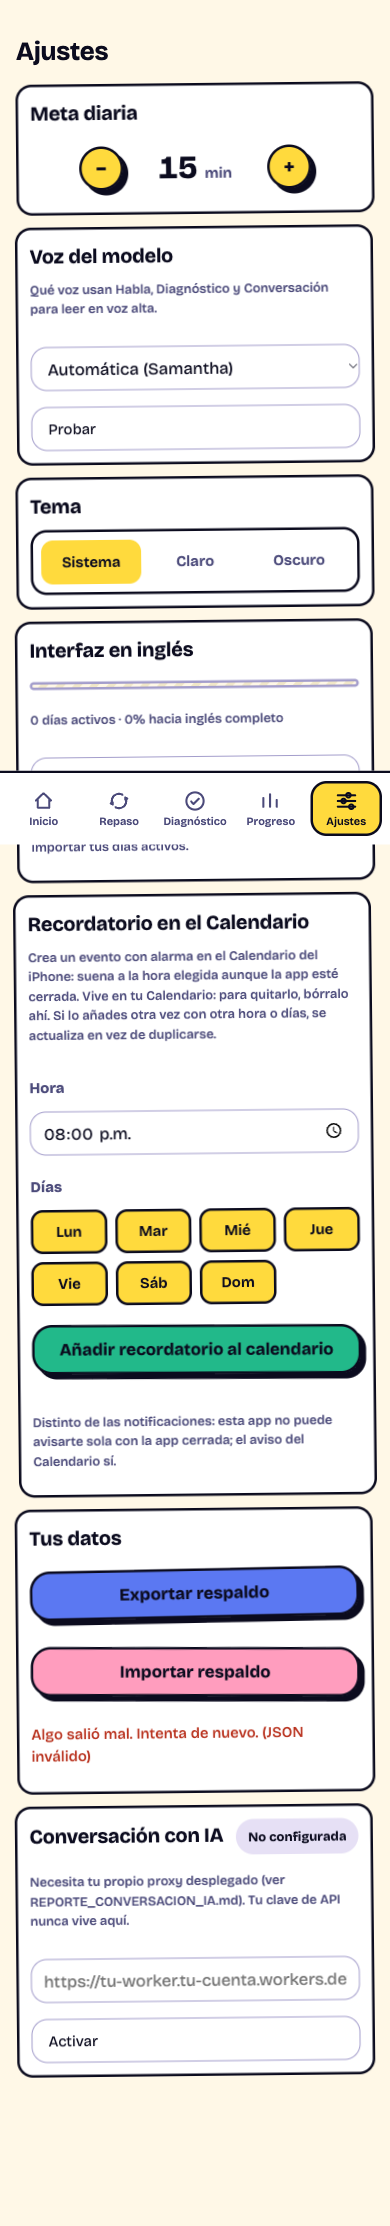 Ajustes
Meta diaria
-
15 min
+
Voz del modelo
Qué voz usan Habla, Diagnóstico y Conversación
para leer en voz alta.
Automática (Samantha)
Probar
Tema
Sistema
Claro
Oscuro
Interfaz en inglés
0 días activos · 0% hacia inglés completo
Inicio
Repaso
Diagnóstico
Progreso
Ajustes
importar tus días activos.
Recordatorio en el Calendario
Crea un evento con alarma en el Calendario del
iPhone: suena a la hora elegida aunque la app esté
cerrada. Vive en tu Calendario: para quitarlo, bórralo
ahí. Si lo añades otra vez con otra hora o días, se
actualiza en vez de duplicarse.
Hora
08:00 p.m.
Días
Lun
Mar
Mié
Jue
Vie
Sáb
Dom
Añadir recordatorio al calendario
Distinto de las notificaciones: esta app no puede
avisarte sola con la app cerrada; el aviso del
Calendario sí.
Tus datos
Exportar respaldo
Importar respaldo
Algo salió mal. Intenta de nuevo. (JSON
inválido)
Conversación con IA
No configurada
Necesita tu propio proxy desplegado (ver
REPORTE_CONVERSACION_IA.md). Tu clave de API
nunca vive aquí.
https://tu-worker.tu-cuenta.workers.de
Activar